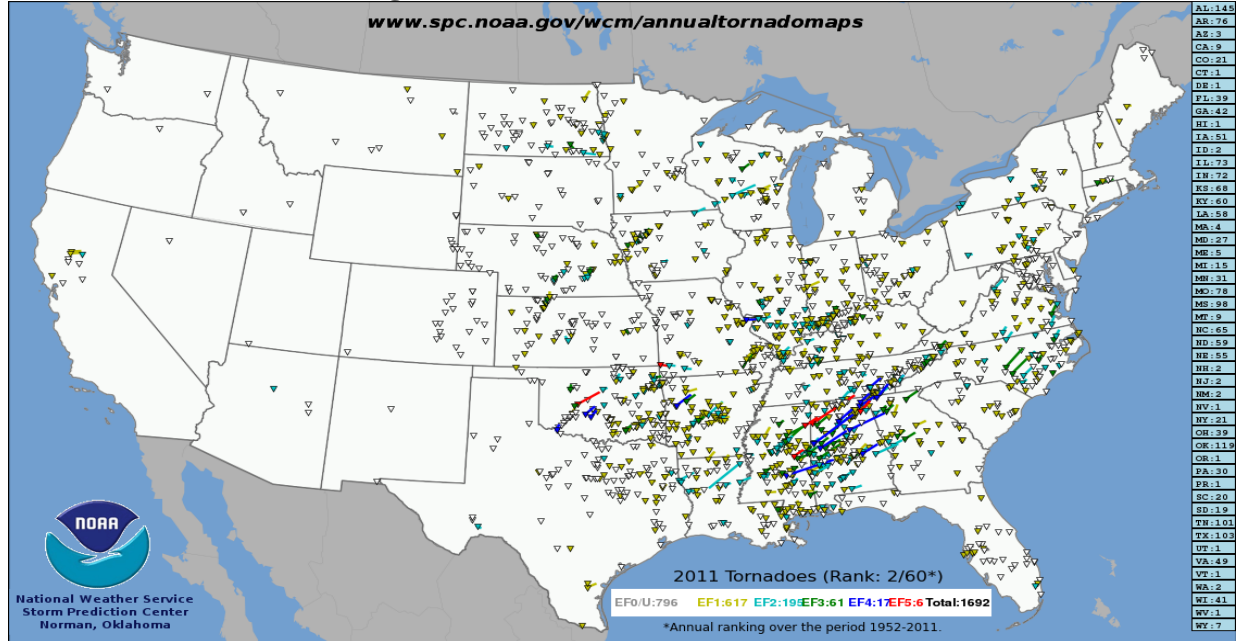 www.spc.noaa.gov/wcm/annualtornadomaps
AL:145
AR:76
AZ:3
CA:9
CO:21
CT:1
DE:1
FL:39
GA:42
HI:1
IA:51
ID:2
IL:73
IN:72
KS:68
KY:60
LA:58
MA:4
MD:27
ME:5
MI:15
MN:31
MO:78
MS:98
MT:9
NC:65
ND:59
NE:55
NH:2
NJ:2
NM:2
NV:1
NY:21
OH:39
OK:119
OR:1
PA:30
PR:1
SC:20
SD:19
TN:101
TX:103
UT:1
VA:49
VT:1
WA:2
WI:41
WV:1
WY:7
NOAA
National Weather Service
Storm Prediction Center
Norman, Oklahoma
2011 Tornadoes (Rank: 2/60*)
EF0/U:796 EF1:617 EF2:195 EF3:61 EF4:17 EF5:6 Total:1692
*Annual ranking over the period 1952-2011.